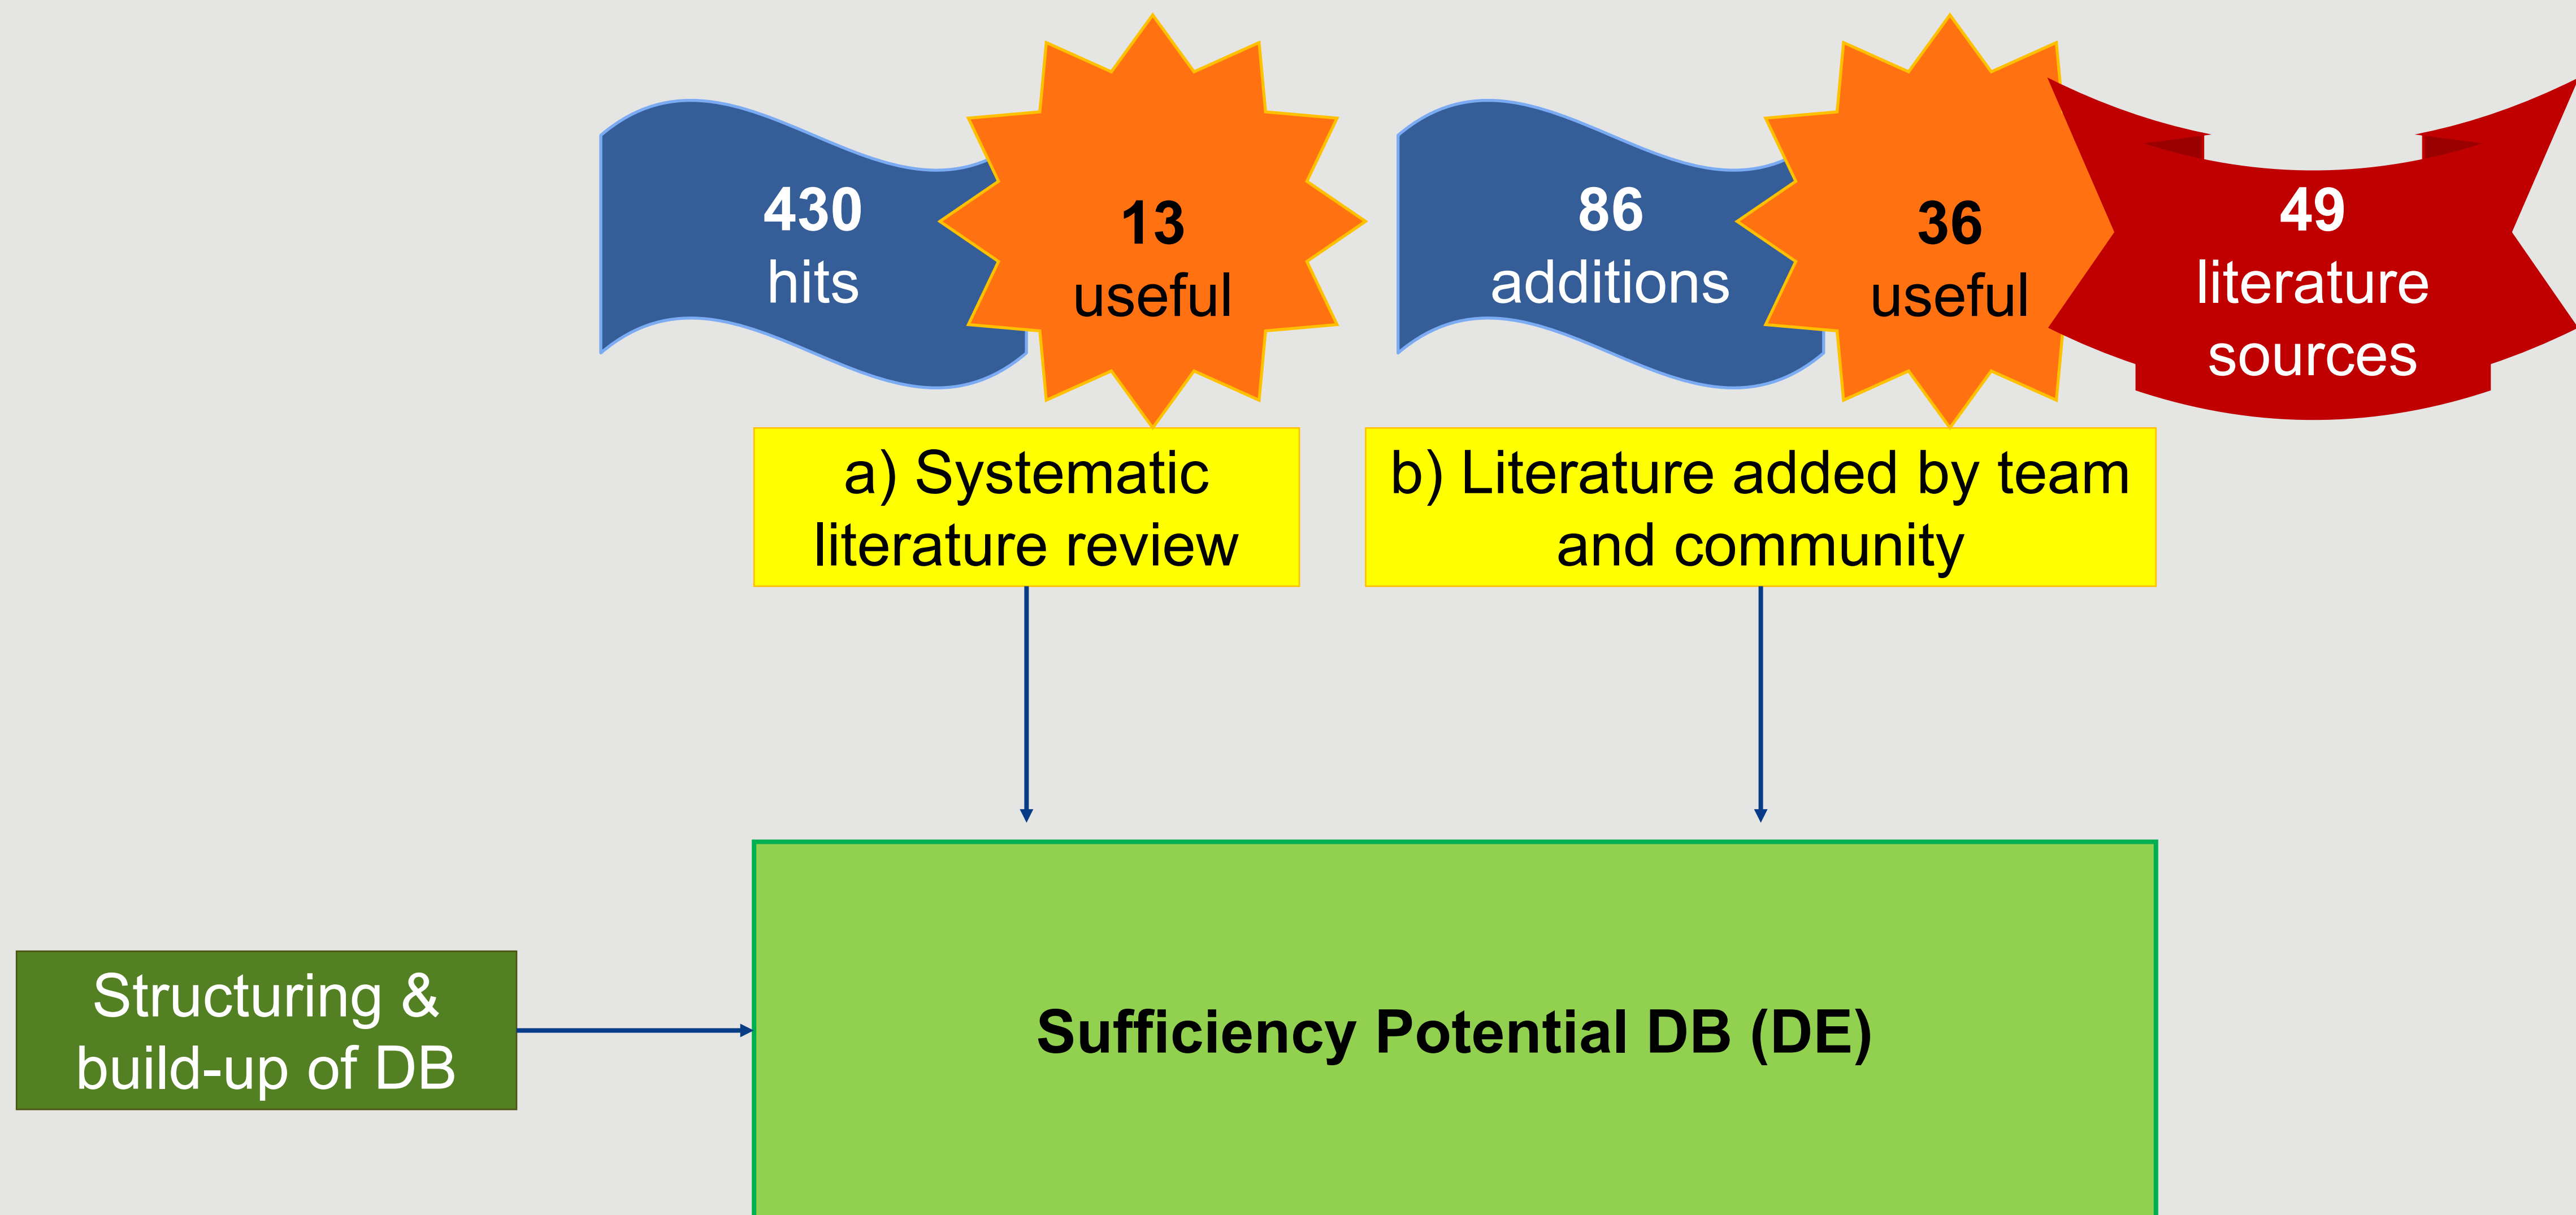 430
hits
13
useful
86
additions
36
useful
49
literature
sources
a) Systematic
literature review
b) Literature added by team
and community
Structuring &
build-up of DB
Sufficiency Potential DB (DE)